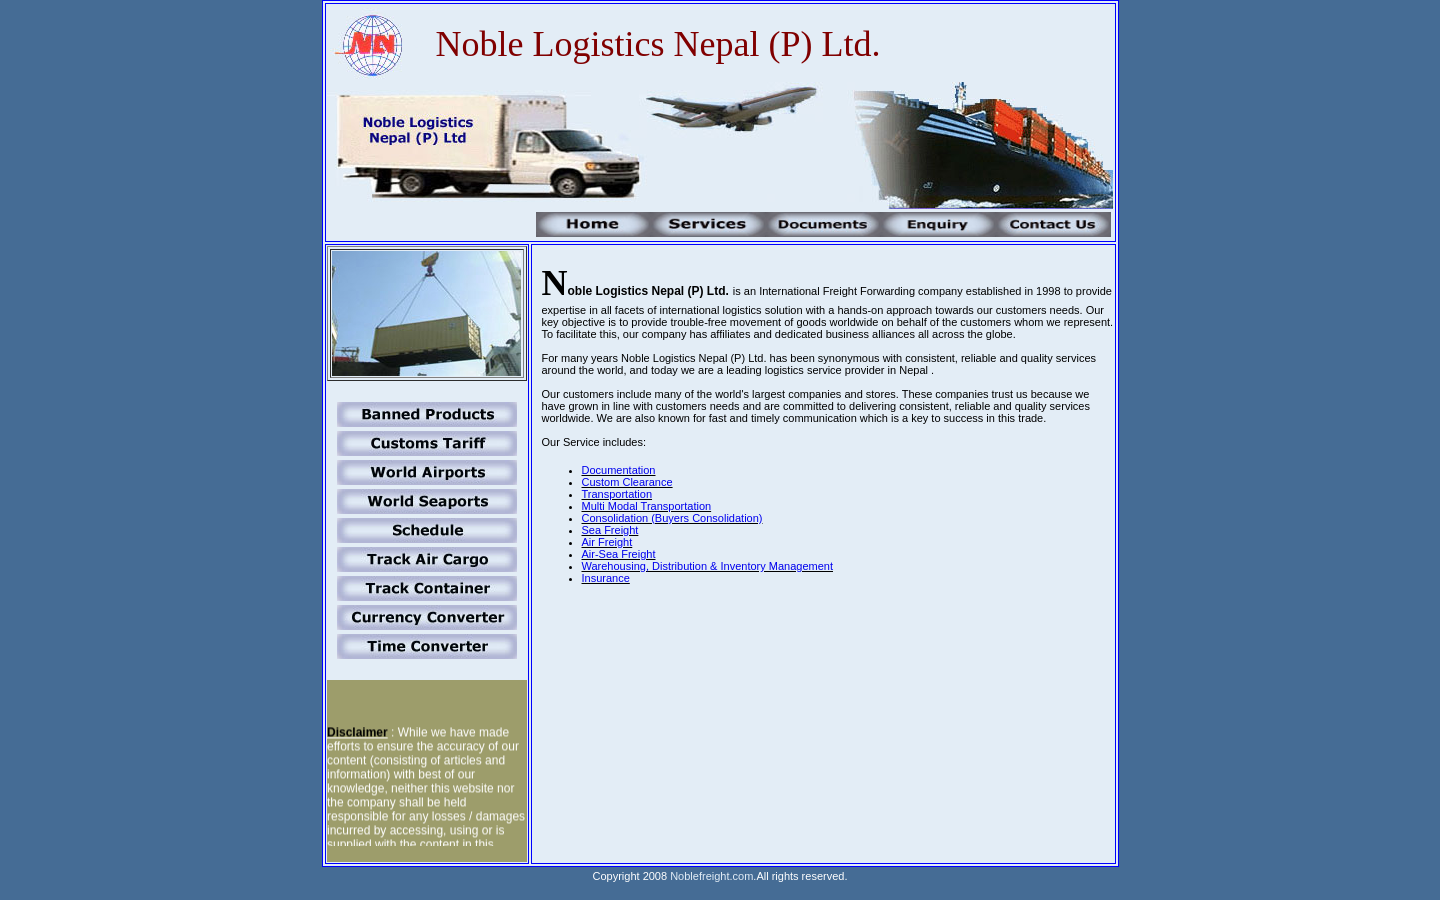 NN
Noble Logistics Nepal (P) Ltd.
Noble Logistics
Nepal (P) Ltd
Home Services Documents Enquiry Contact Us
Banned Products
Customs Tariff
World Airports
World Seaports
Schedule
Track Air Cargo
Track Container
Currency Converter
Time Converter
Disclaimer : While we have made
efforts to ensure the accuracy of our
content (consisting of articles and
information) with best of our
knowledge, neither this website nor
the company shall be held
responsible for any losses / damages
incurred by accessing, using or is
supplied with the content in this
Noble Logistics Nepal (P) Ltd. is an International Freight Forwarding company established in 1998 to provide
expertise in all facets of international logistics solution with a hands-on approach towards our customers needs. Our
key objective is to provide trouble-free movement of goods worldwide on behalf of the customers whom we represent.
To facilitate this, our company has affiliates and dedicated business alliances all across the globe.
For many years Noble Logistics Nepal (P) Ltd. has been synonymous with consistent, reliable and quality services
around the world, and today we are a leading logistics service provider in Nepal .
Our customers include many of the world's largest companies and stores. These companies trust us because we
have grown in line with customers needs and are committed to delivering consistent, reliable and quality services
worldwide. We are also known for fast and timely communication which is a key to success in this trade.
Our Service includes:
Documentation
Custom Clearance
Transportation
Multi Modal Transportation
Consolidation (Buyers Consolidation)
Sea Freight
Air Freight
Air-Sea Freight
Warehousing, Distribution & Inventory Management
Insurance
Copyright 2008 Noblefreight.com.All rights reserved.